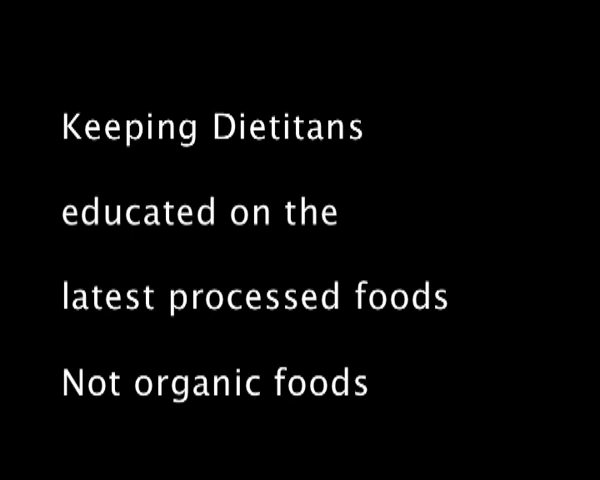 Keeping Dietitans
educated on the
latest processed foods
Not organic foods